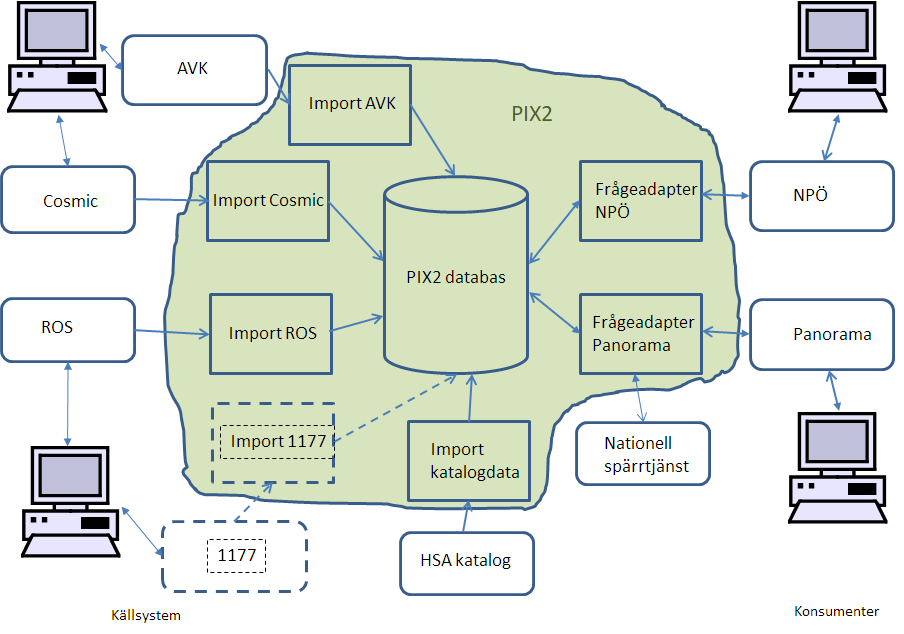 AVK
Import AVK
PIX2
Cosmic
Import Cosmic
Frågeadapter
NPÖ
NPÖ
PIX2 databas
ROS
Import ROS
Frågeadapter
Panorama
Panorama
Import 1177
Import
katalogdata
Nationell
spärrtjänst
1177
HSA katalog
Källsystem
Konsumenter